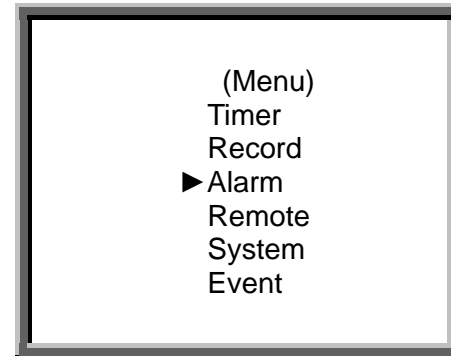 (Menu)
Timer
Record
►Alarm
Remote
System
Event